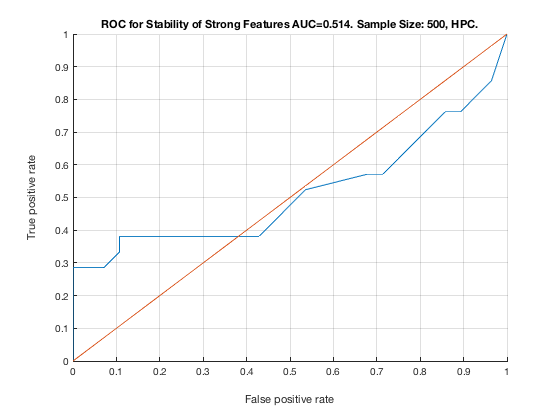 ROC for Stability of Strong Features AUC=0.514. Sample Size: 500, HPC.
1
0.9
0.8
0.7
0.6
0.5
0.4
0.3
0.2
0.1
0
True positive rate
0 0.1 0.2 0.3 0.4 0.5 0.6 0.7 0.8 0.9 1
False positive rate